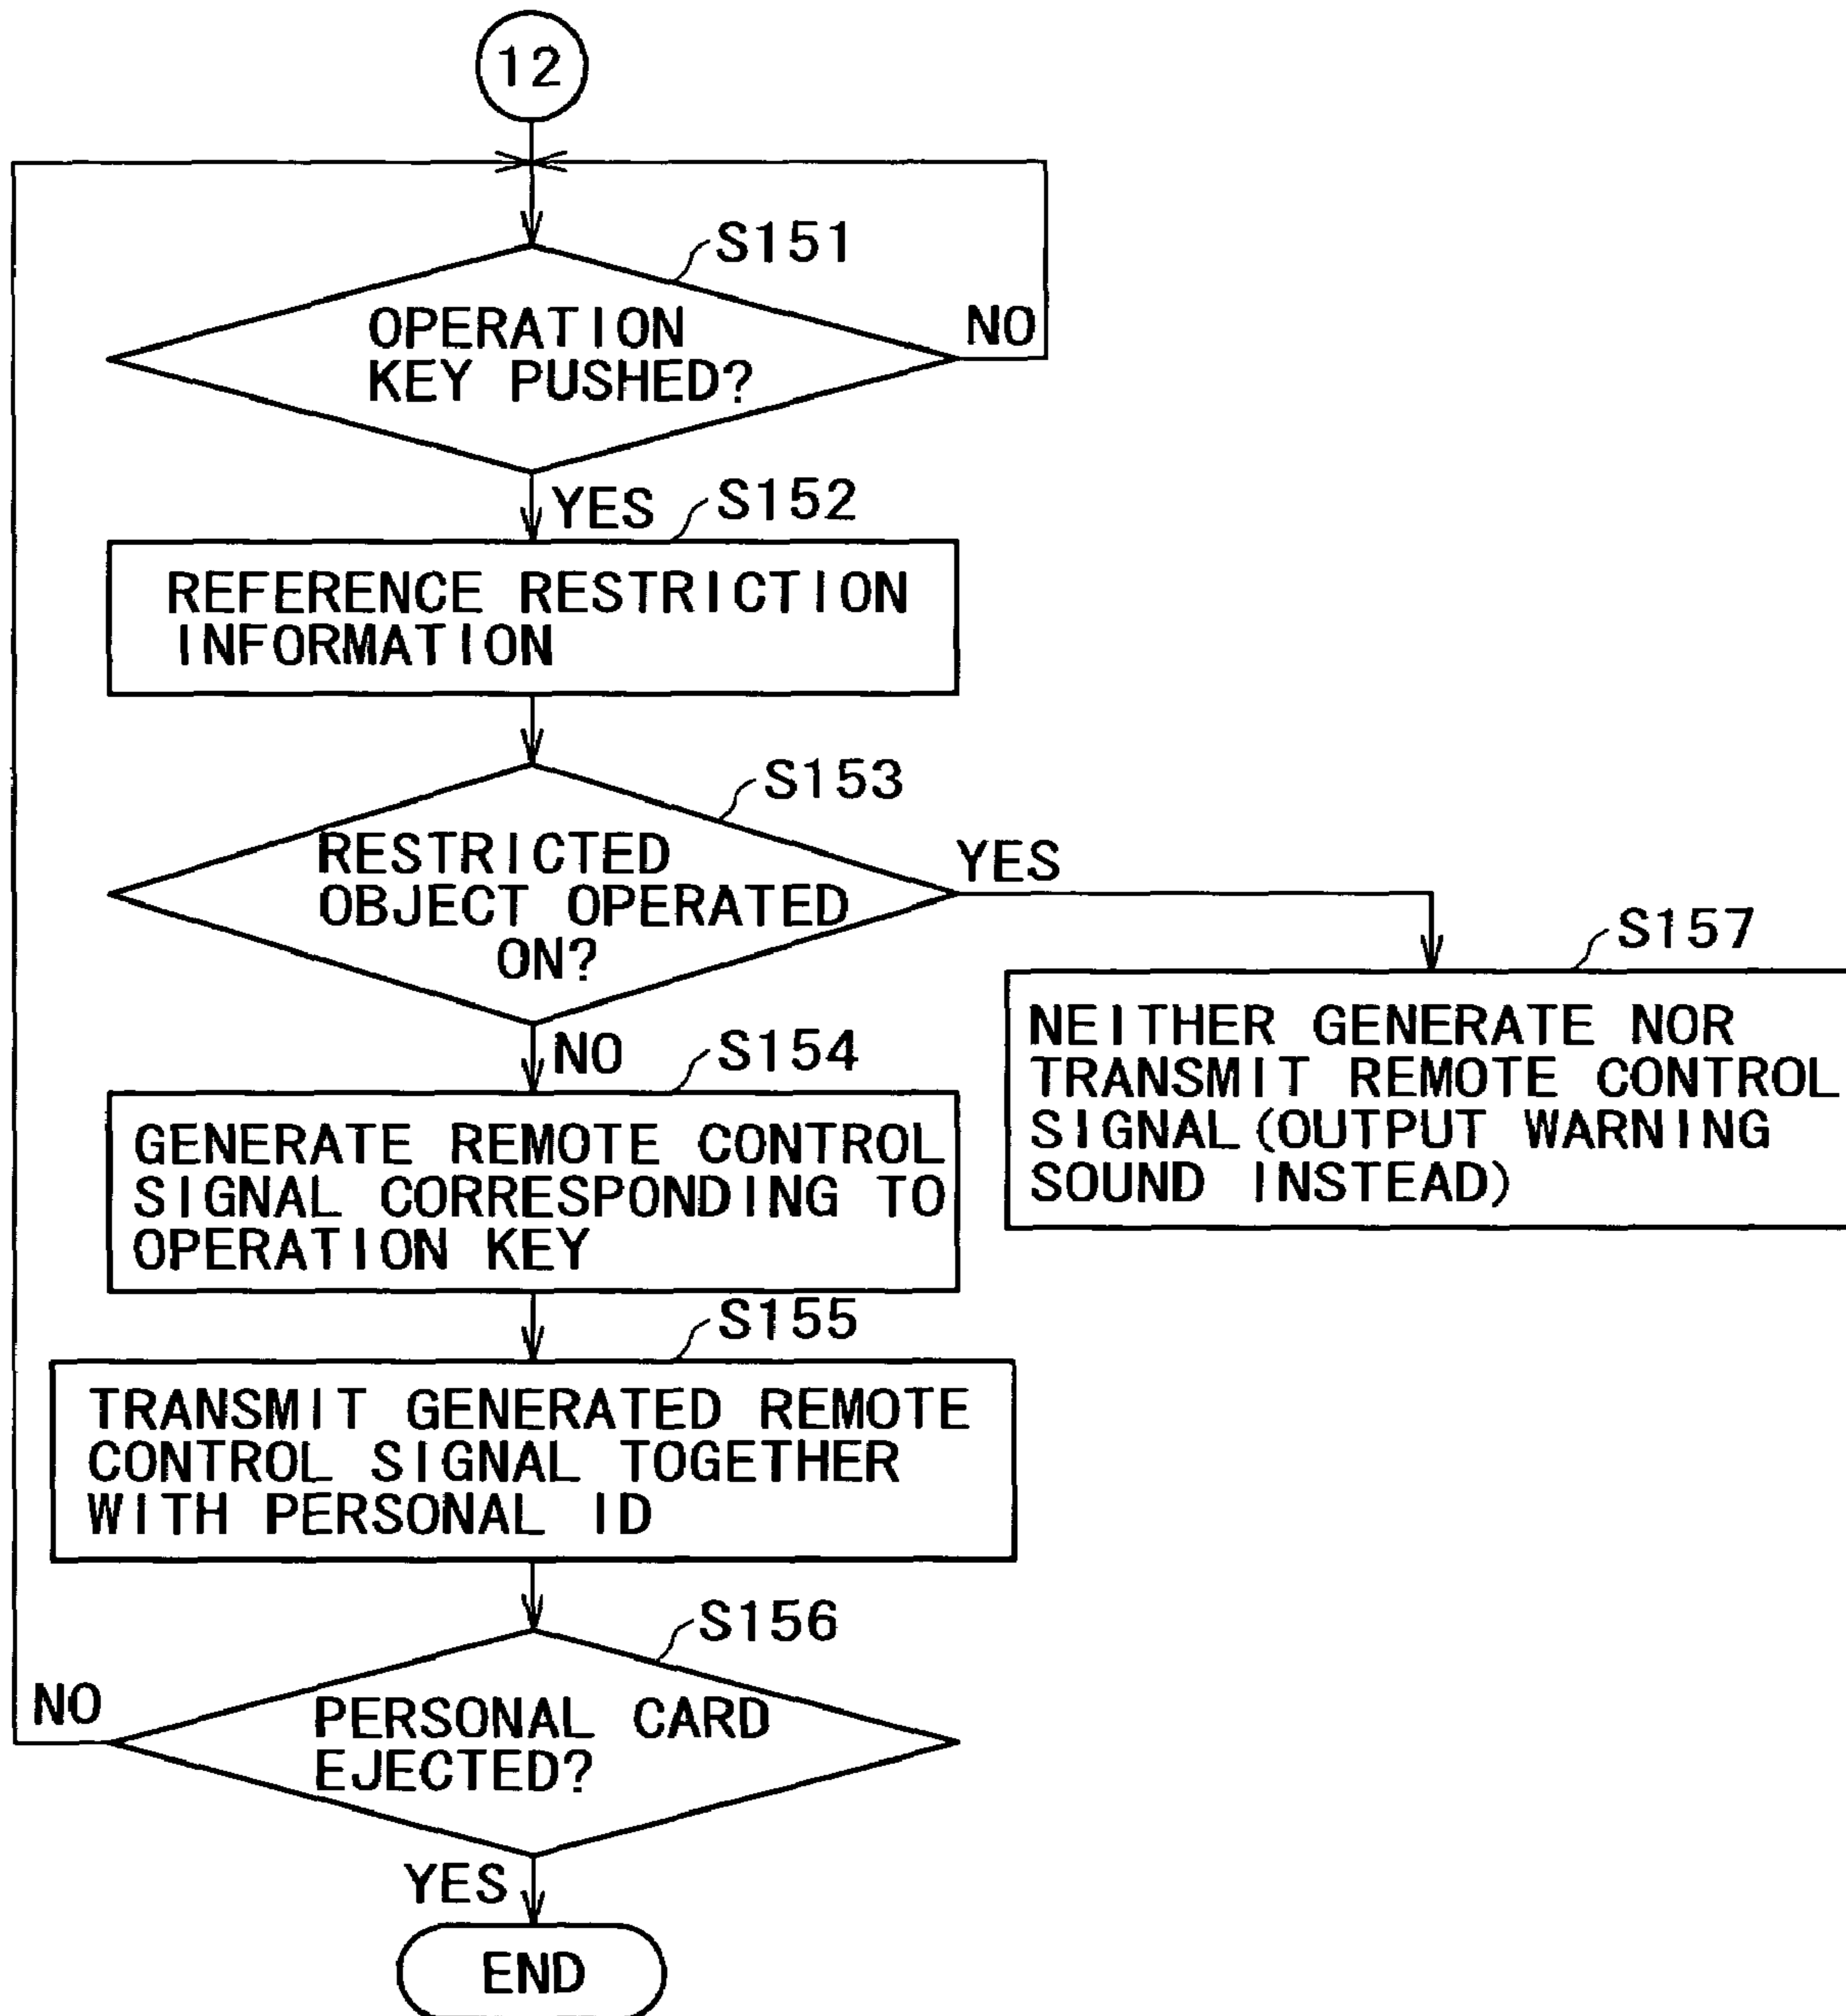 12
S151
OPERATION
KEY PUSHED?
NO
YES
S152
REFERENCE RESTRICTION
INFORMATION
S153
RESTRICTED
OBJECT OPERATED
ON?
YES
S157
NEITHER GENERATE NOR
TRANSMIT REMOTE CONTROL
SIGNAL(OUTPUT WARNING
SOUND INSTEAD)
NO
S154
GENERATE REMOTE CONTROL
SIGNAL CORRESPONDING TO
OPERATION KEY
S155
TRANSMIT GENERATED REMOTE
CONTROL SIGNAL TOGETHER
WITH PERSONAL ID
S156
NO
PERSONAL CARD
EJECTED?
YES
END